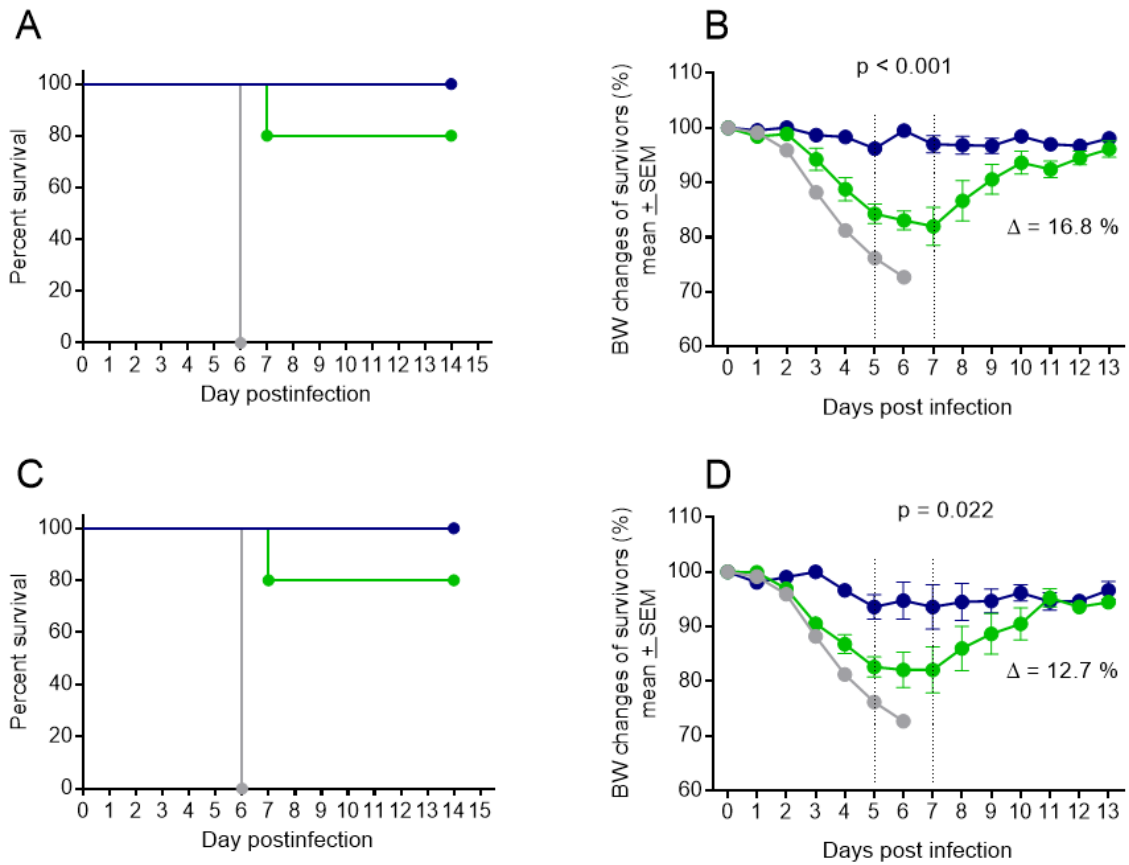 A
Percent survival
100
80
60
40
20
0
0 1 2 3 4 5 6 7 8 9 10 11 12 13 14 15
Day postinfection
B
p < 0.001
BW changes of survivors (%)
mean ± SEM
110
100
90
80
70
60
Δ = 16.8 %
0 1 2 3 4 5 6 7 8 9 10 11 12 13
Days post infection
C
Percent survival
100
80
60
40
20
0
0 1 2 3 4 5 6 7 8 9 10 11 12 13 14 15
Day postinfection
D
p = 0.022
BW changes of survivors (%)
mean ± SEM
110
100
90
80
70
60
Δ = 12.7 %
0 1 2 3 4 5 6 7 8 9 10 11 12 13
Days post infection